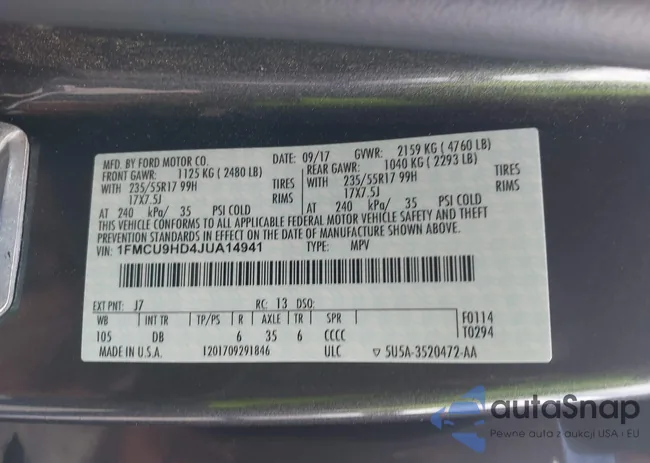 MFD. BY FORD MOTOR CO. DATE: 09/17 GVWR: 2159 KG (4760 LB)
FRONT GAWR: 1125 KG (2480 LB) REAR GAWR: 1040 KG (2293 LB)
WITH 235/55R17 99H TIRES WITH 235/55R17 99H TIRES
17X7.5J RIMS 17X7.5J RIMS
AT 240 kPa/ 35 PSI COLD AT 240 kPa/ 35 PSI COLD
THIS VEHICLE CONFORMS TO ALL APPLICABLE FEDERAL MOTOR VEHICLE SAFETY AND THEFT
PREVENTION STANDARDS IN EFFECT ON THE DATE OF MANUFACTURE SHOWN ABOVE.
VIN: 1FMCU9HD4JUA14941 TYPE: MPV
EXT PNT: J7 RC: 13 DSO:
WB INT TR TP/PS R AXLE TR SPR F0114
105 DB 6 35 6 CCCC T0294
MADE IN U.S.A. 1201709291846 ULC 5U5A-3520472-AA
autaSnap
Pewne auta z aukcji USA i EU